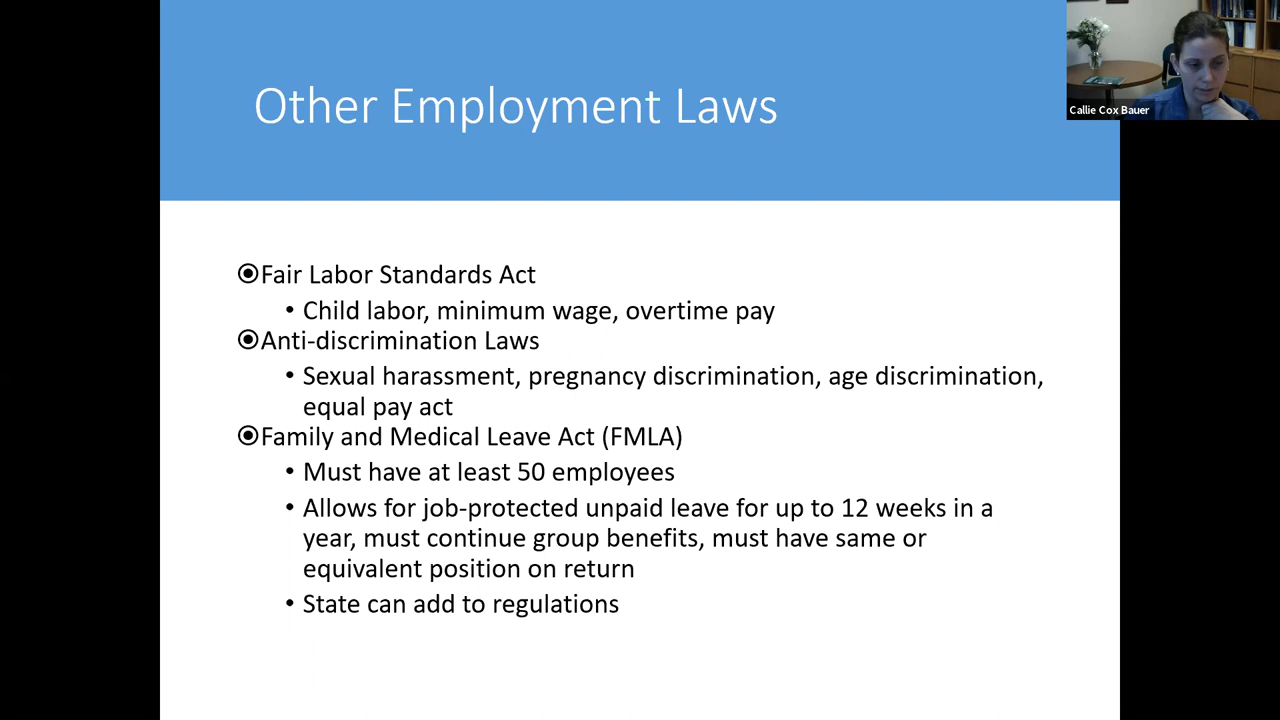 Other Employment Laws
Callie Cox Bauer
Fair Labor Standards Act
• Child labor, minimum wage, overtime pay
Anti-discrimination Laws
• Sexual harassment, pregnancy discrimination, age discrimination,
equal pay act
Family and Medical Leave Act (FMLA)
• Must have at least 50 employees
• Allows for job-protected unpaid leave for up to 12 weeks in a
year, must continue group benefits, must have same or
equivalent position on return
• State can add to regulations